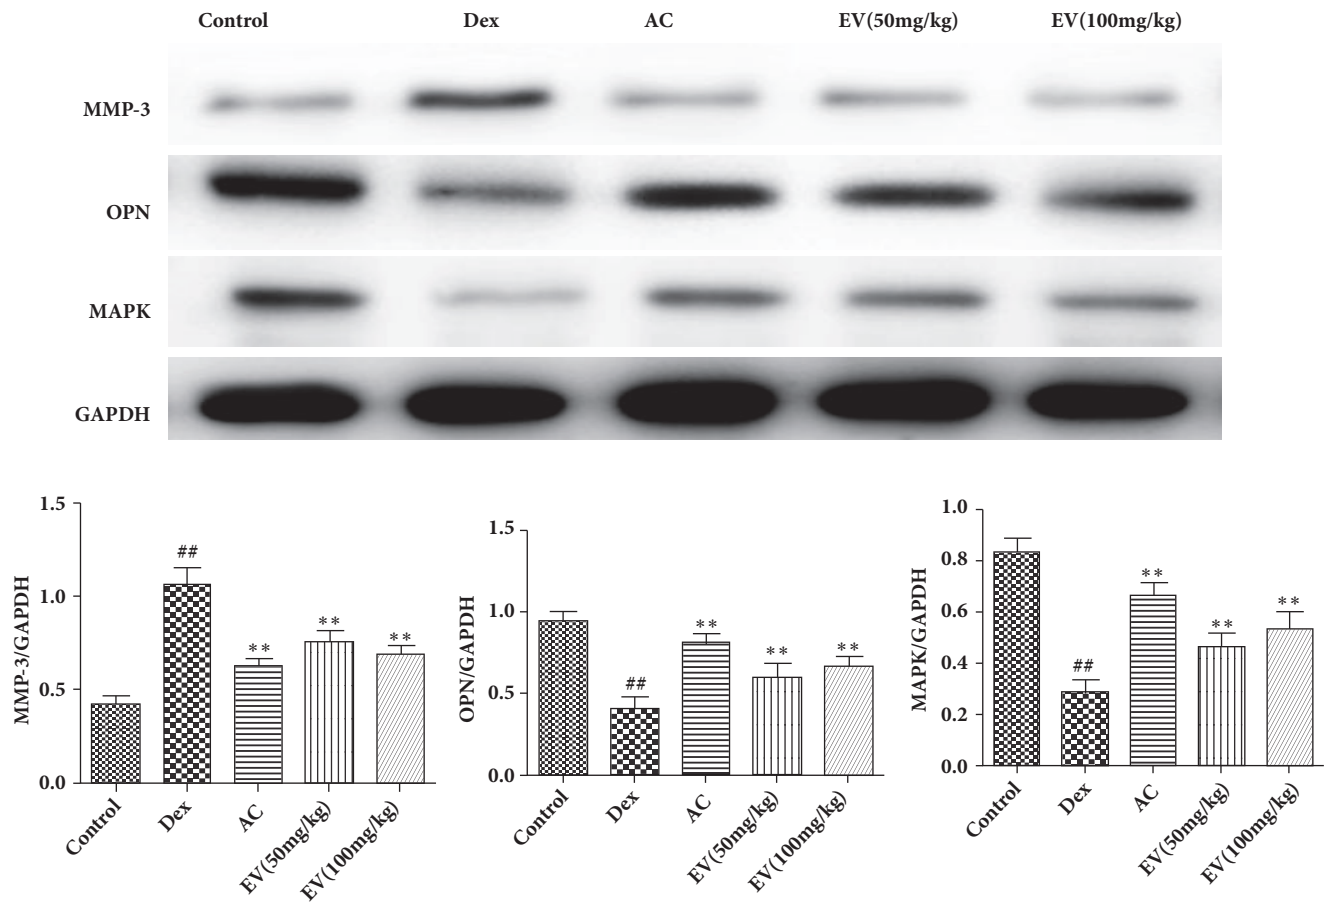 Control Dex AC EV(50mg/kg) EV(100mg/kg)
MMP-3
OPN
MAPK
GAPDH
MMP-3/GAPDH
1.5
1.0
0.5
0.0
##
**
**
**
Control
Dex
AC
EV(50mg/kg)
EV(100mg/kg)
OPN/GAPDH
1.5
1.0
0.5
0.0
##
**
**
**
Control
Dex
AC
EV(50mg/kg)
EV(100mg/kg)
MAPK/GAPDH
1.0
0.8
0.6
0.4
0.2
0.0
##
**
**
**
Control
Dex
AC
EV(50mg/kg)
EV(100mg/kg)